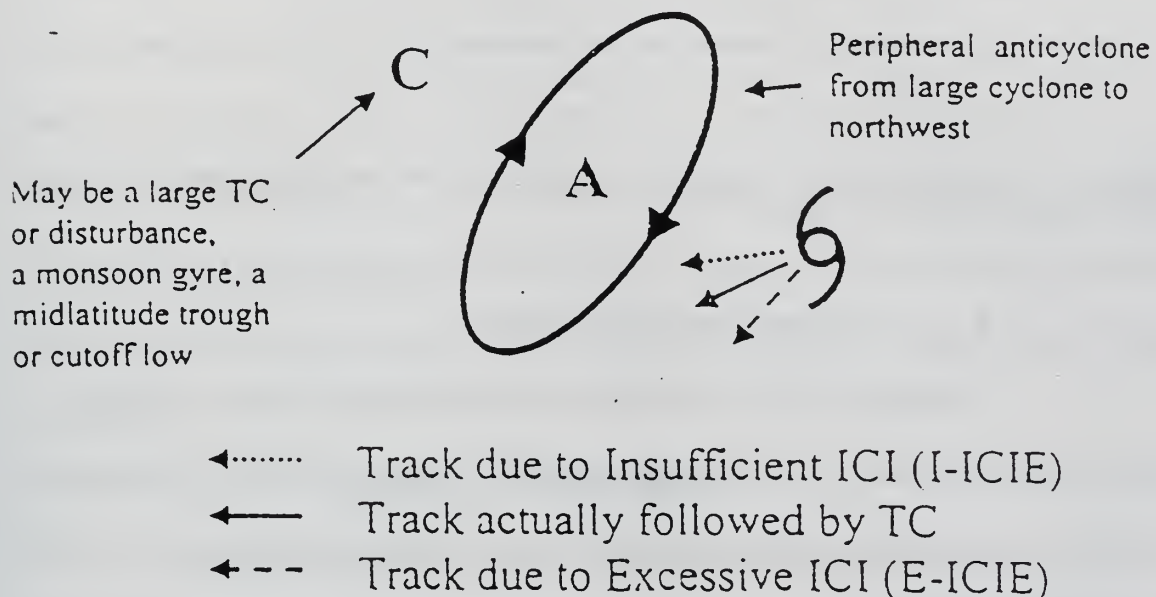 C
Peripheral anticyclone
from large cyclone to
northwest
A
May be a large TC
or disturbance,
a monsoon gyre, a
midlatitude trough
or cutoff low
Track due to Insufficient ICI (I-ICIE)
Track actually followed by TC
Track due to Excessive ICI (E-ICIE)